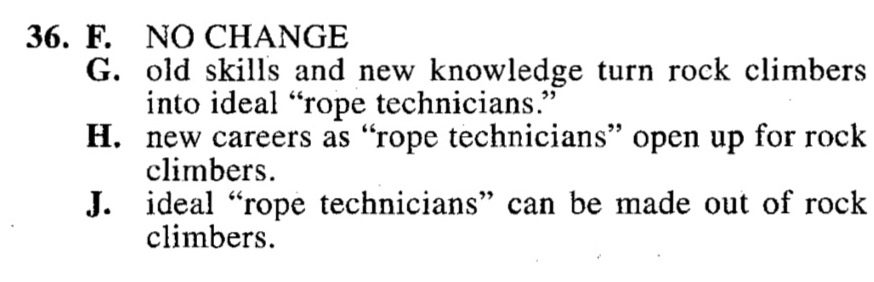 36. F. NO CHANGE
G. old skills and new knowledge turn rock climbers
into ideal “rope technicians.”
H. new careers as “rope technicians” open up for rock
climbers.
J. ideal “rope technicians” can be made out of rock
climbers.